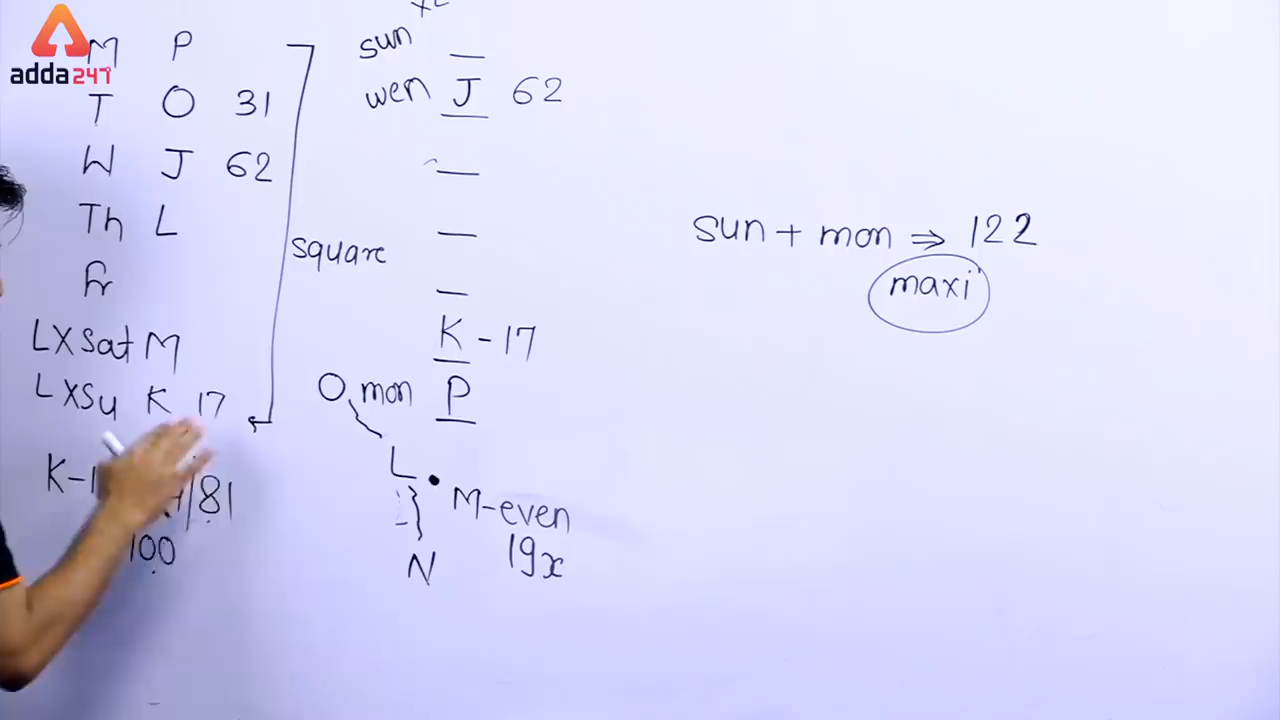 adda247
M P
T O 31
W J 62
Th L
Fr
LXSat M
LXSu K 17
K-1 /81
100
square
x2
sun _
wen J 62
K - 17
O mon P
L
N
M-even
19x
sun + mon ⇒ 122
maxi